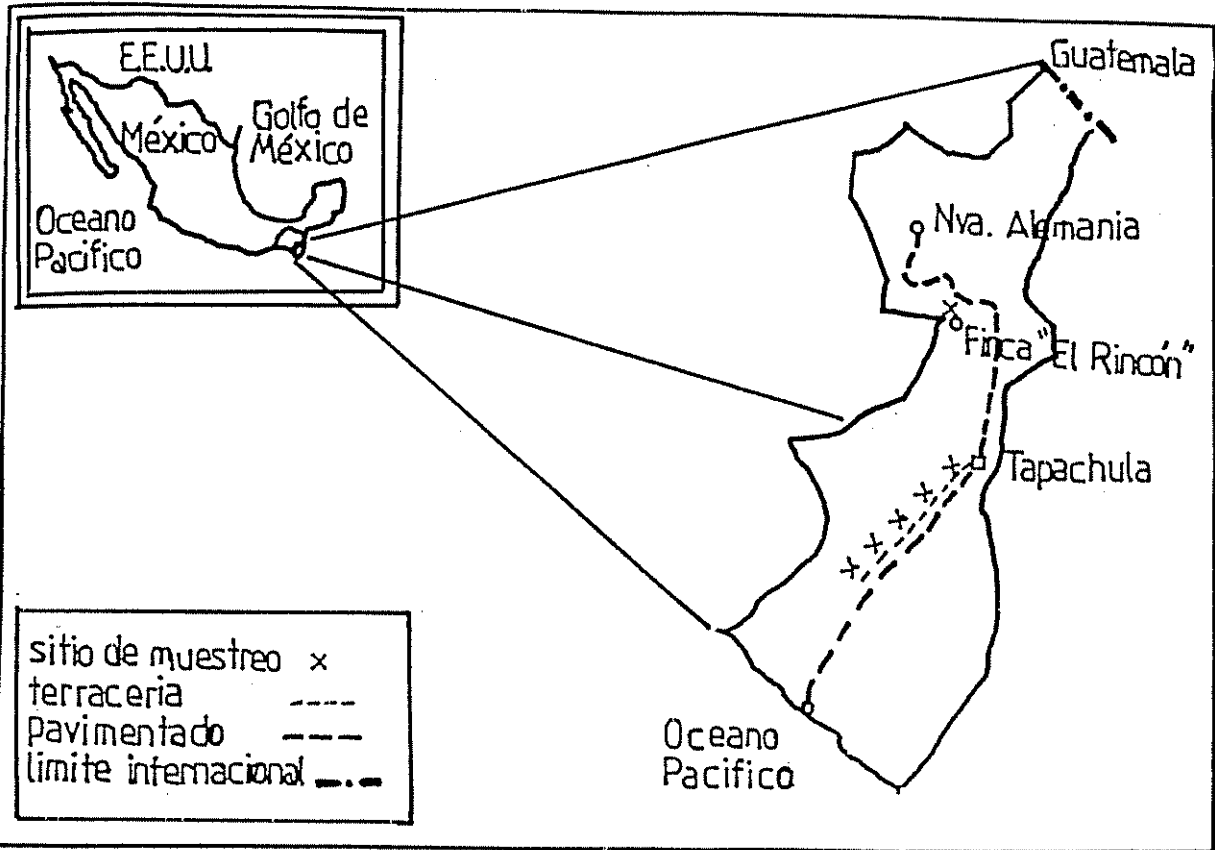 E.E.U.U.
México
Golfo de
México
Oceano
Pacifico
Guatemala
Nva. Alemania
Finca "El Rincón"
Tapachula
Oceano
Pacifico
sitio de muestreo x
terraceria
pavimentado
limite internacional